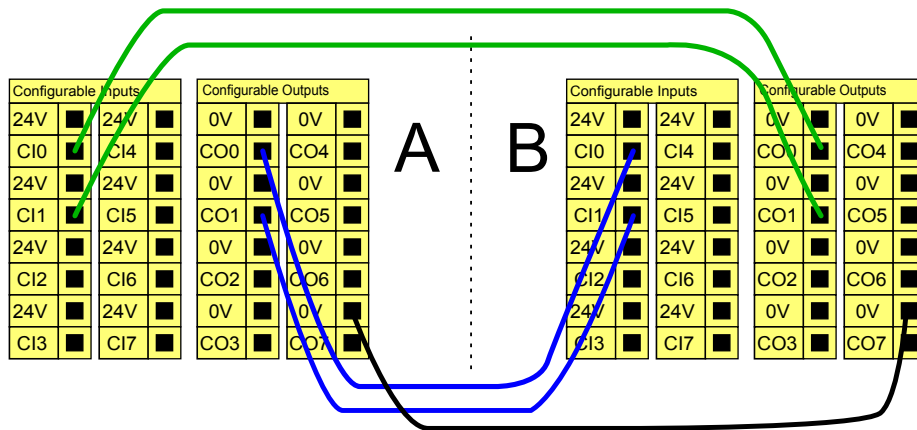 Configurable Inputs
24V 24V
CI0 CI4
24V 24V
CI1 CI5
24V 24V
CI2 CI6
24V 24V
CI3 CI7
Configurable Outputs
0V 0V
CO0 CO4
0V 0V
CO1 CO5
0V 0V
CO2 CO6
0V 0V
CO3 CO7
A B
Configurable Inputs
24V 24V
CI0 CI4
24V 24V
CI1 CI5
24V 24V
CI2 CI6
24V 24V
CI3 CI7
Configurable Outputs
0V 0V
CO0 CO4
0V 0V
CO1 CO5
0V 0V
CO2 CO6
0V 0V
CO3 CO7